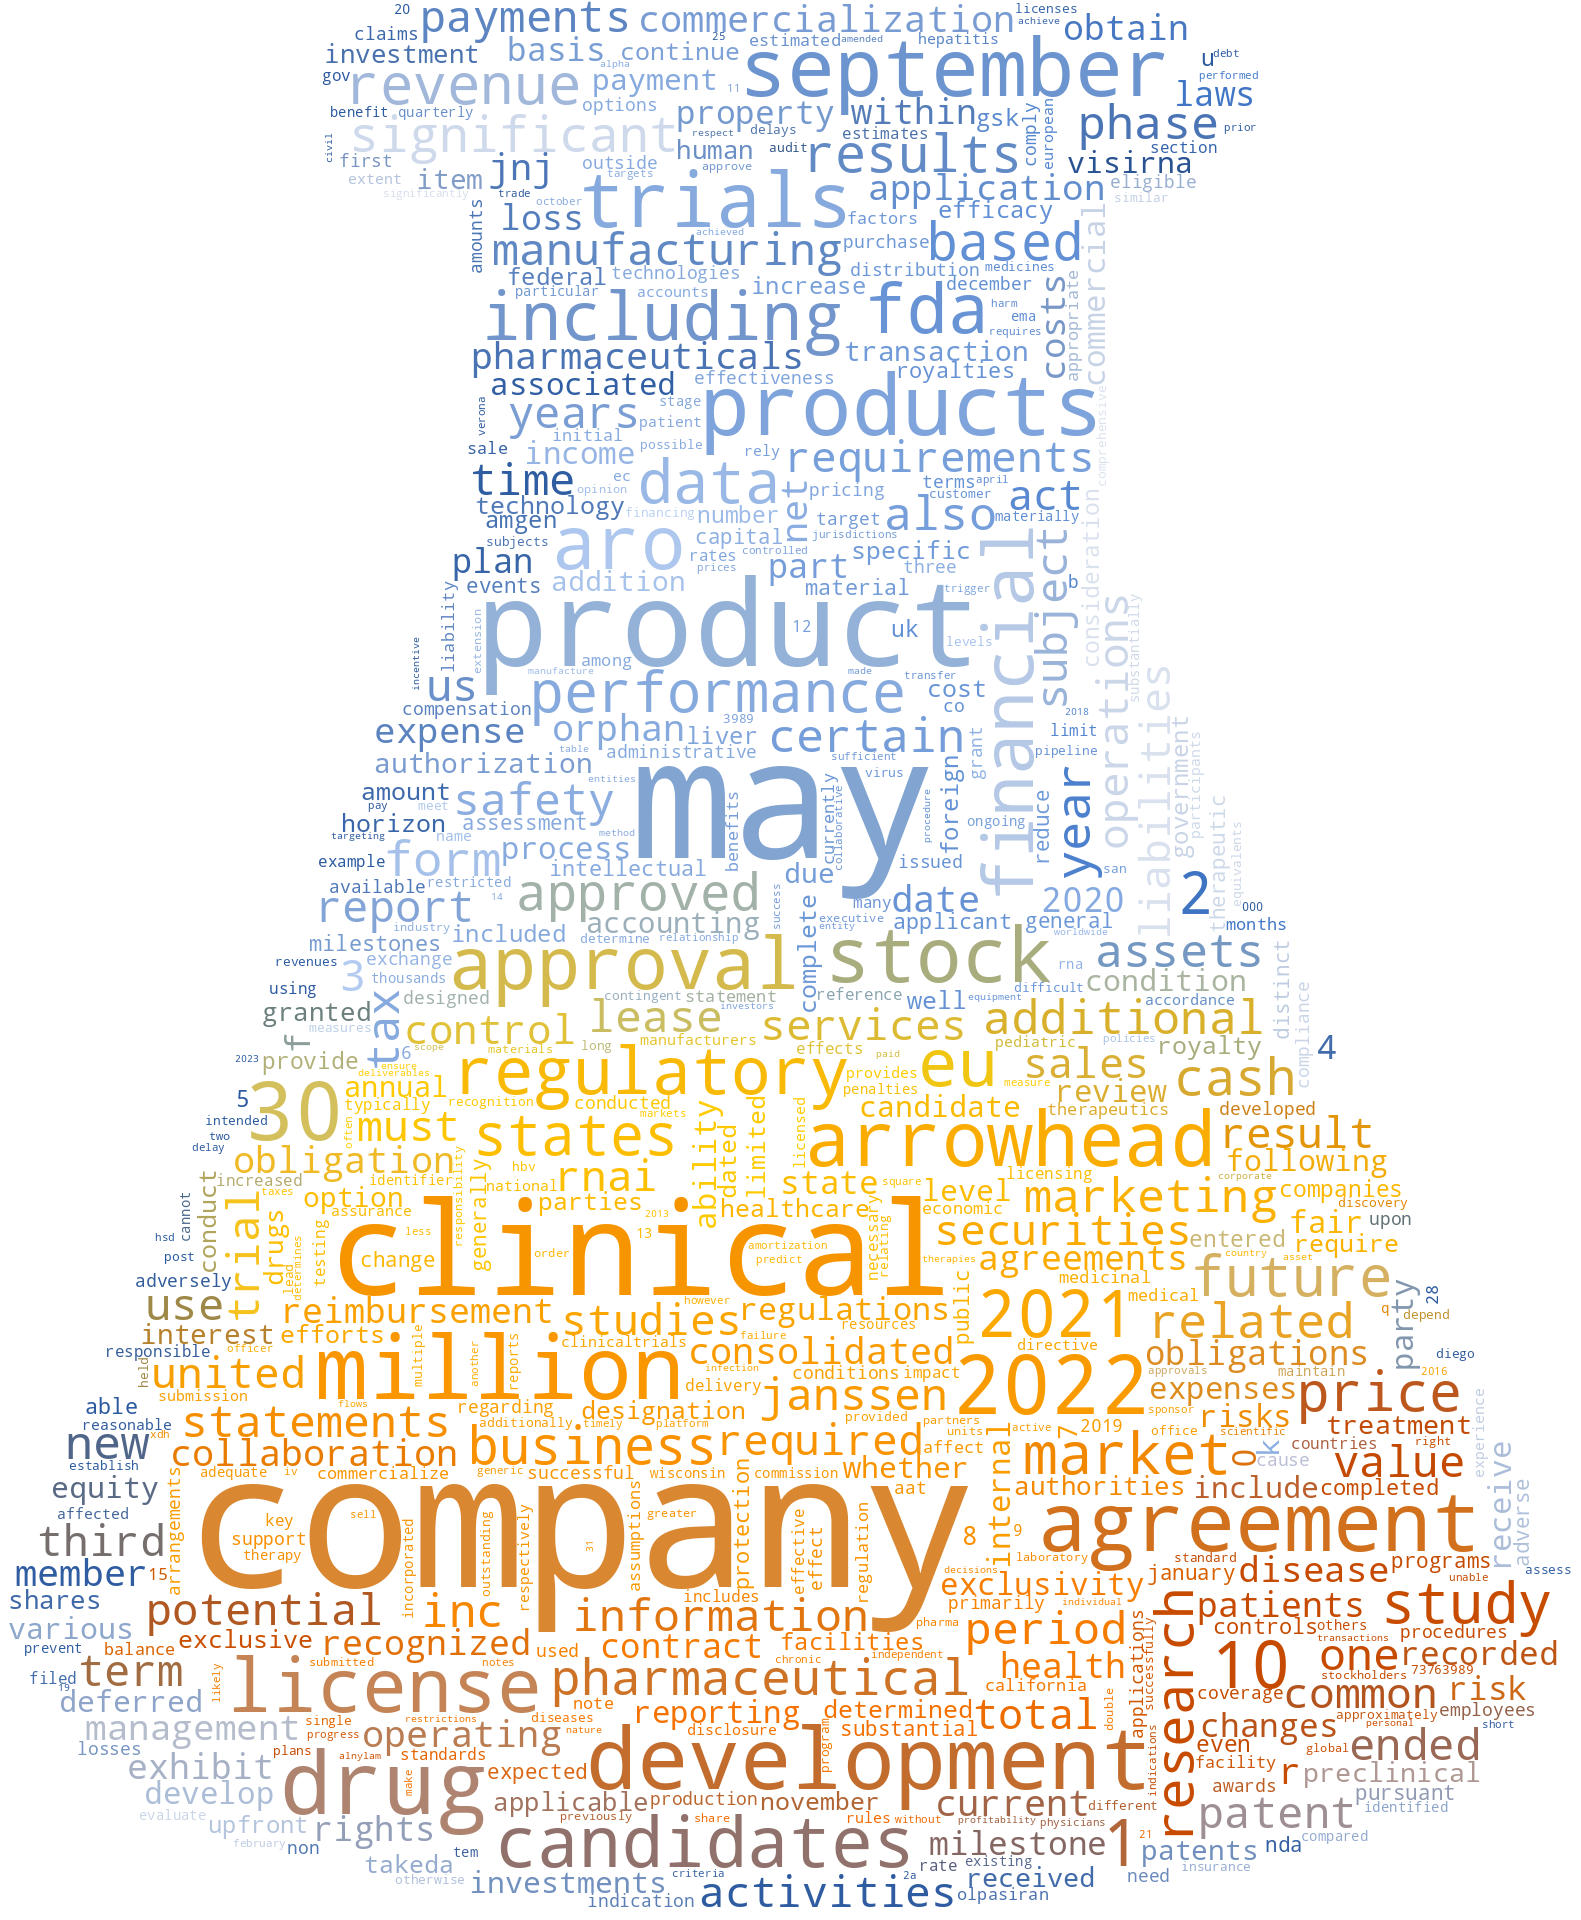 20 payments commercialization licenses achieve obtain
claims 25 estimated amended hepatitis
investment basis continue september u debt
gov revenue alpha payment 11 performed laws
benefit quarterly options property within gsk comply european phase prior
civil significant respect delays estimates section
first jnj outside human audit results visirna
extent item targets approve application eligible
significantly trade october trials efficacy similar
amounts loss achieved factors based commercial
manufacturing purchase
federal technologies distribution medicines
particular accounts increase december costs appropriate
including fda harm ema requires
pharmaceuticals transaction
associated effectiveness royalties
verona years stage products comprehensive
initial patient
sale income possible rely requirements
time data ec opinion pricing terms april act consideration
technology financing number net customer
amgen target also materially
subjects aro capital jurisdictions financial subject
plan rates controlled specific
events addition prices part three b
liability material trigger operations substantially
incentive extension product 12 uk levels
among
us manufacture made transfer liabilities
compensation performance cost
3989 co 2018
expense orphan liver certain limit government participants
table administrative sufficient grant pipeline
authorization entities may virus foreign year
amount safety benefits currently collaborative procedure
pay meet therapeutic equivalents
horizon assessment ongoing reduce
targeting name method
example form process issued san
available restricted intellectual due 2
report 14 approved success many date 2020 000
industry accounting executive applicant general months
milestones included determine relationship complete entity worldwide
revenues exchange approval stock assets distinct
using 3 thousands rna condition
granted tax designed contingent statement reference well equipment difficult accordance compliance
f measures control lease investors services additional
2023 6 scope materials long manufacturers effects paid pediatric policies royalty 4
provide ensure deliverables regulatory provides eu sales
5 30 annual measure review cash
intended typically recognition conducted penalties candidate therapeutics developed
two often must states markets ability limited licensed arrowhead result
delay obligation responsibility dated following
increased identifier hbv rnai licensing corporate
cannot conduct trial taxes option national parties state square level marketing companies
assurance generally 2013 healthcare economic discovery
hsd drugs testing less clinical 13 necessary relating securities fair upon
post change order amortization entered require
adversely lead determines predict therapies agreements country asset
use medicinal future
reimbursement studies however regulations public 2021 medical party 28
interest efforts resources related q depend
responsible officer clinicaltrials failure directive
held united multiple another reports million consolidated obligations diego
infection conditions impact approvals maintain 2016
submission flows delivery janssen 2022 expenses price
able regarding designation sponsor
reasonable xdh statements additionally timely platform provided partners active 7 2019 office risks treatment experience
new business required units scientific
establish collaboration affect market 0 k countries right receive
adequate iv commercialize generic successful wisconsin commission whether cause value
equity aat internal authorities include completed adverse
affected arrangements key sell greater company protection
third support incorporated outstanding respectively assumptions effective effect regulation 8 9 agreement
therapy 31 laboratory standard
member 15 decisions january disease programs assess
shares includes exclusivity unable
various potential inc information primarily individual research patients study
pharma period controls others
prevent balance exclusive recognized used contract facilities applications successfully transactions procedures
filed submitted notes chronic independent one recorded
19 term likely license pharmaceutical health 10 stockholders 73763989
deferred california coverage common risk
restrictions note determined double approximately employees
management single diseases reporting total changes personal short
losses progress operating nature disclosure substantial
plans alnylam standards program indications even global ended
exhibit drug expected development facility r preclinical
develop make applicable production november current different awards pursuant
evaluate previously share rules without profitability physicians patent identified
upfront rights candidates milestone 1 21
february non compared
takeda tem rate existing patents nda
otherwise criteria 2a received need insurance
investments indication activities olpasiran